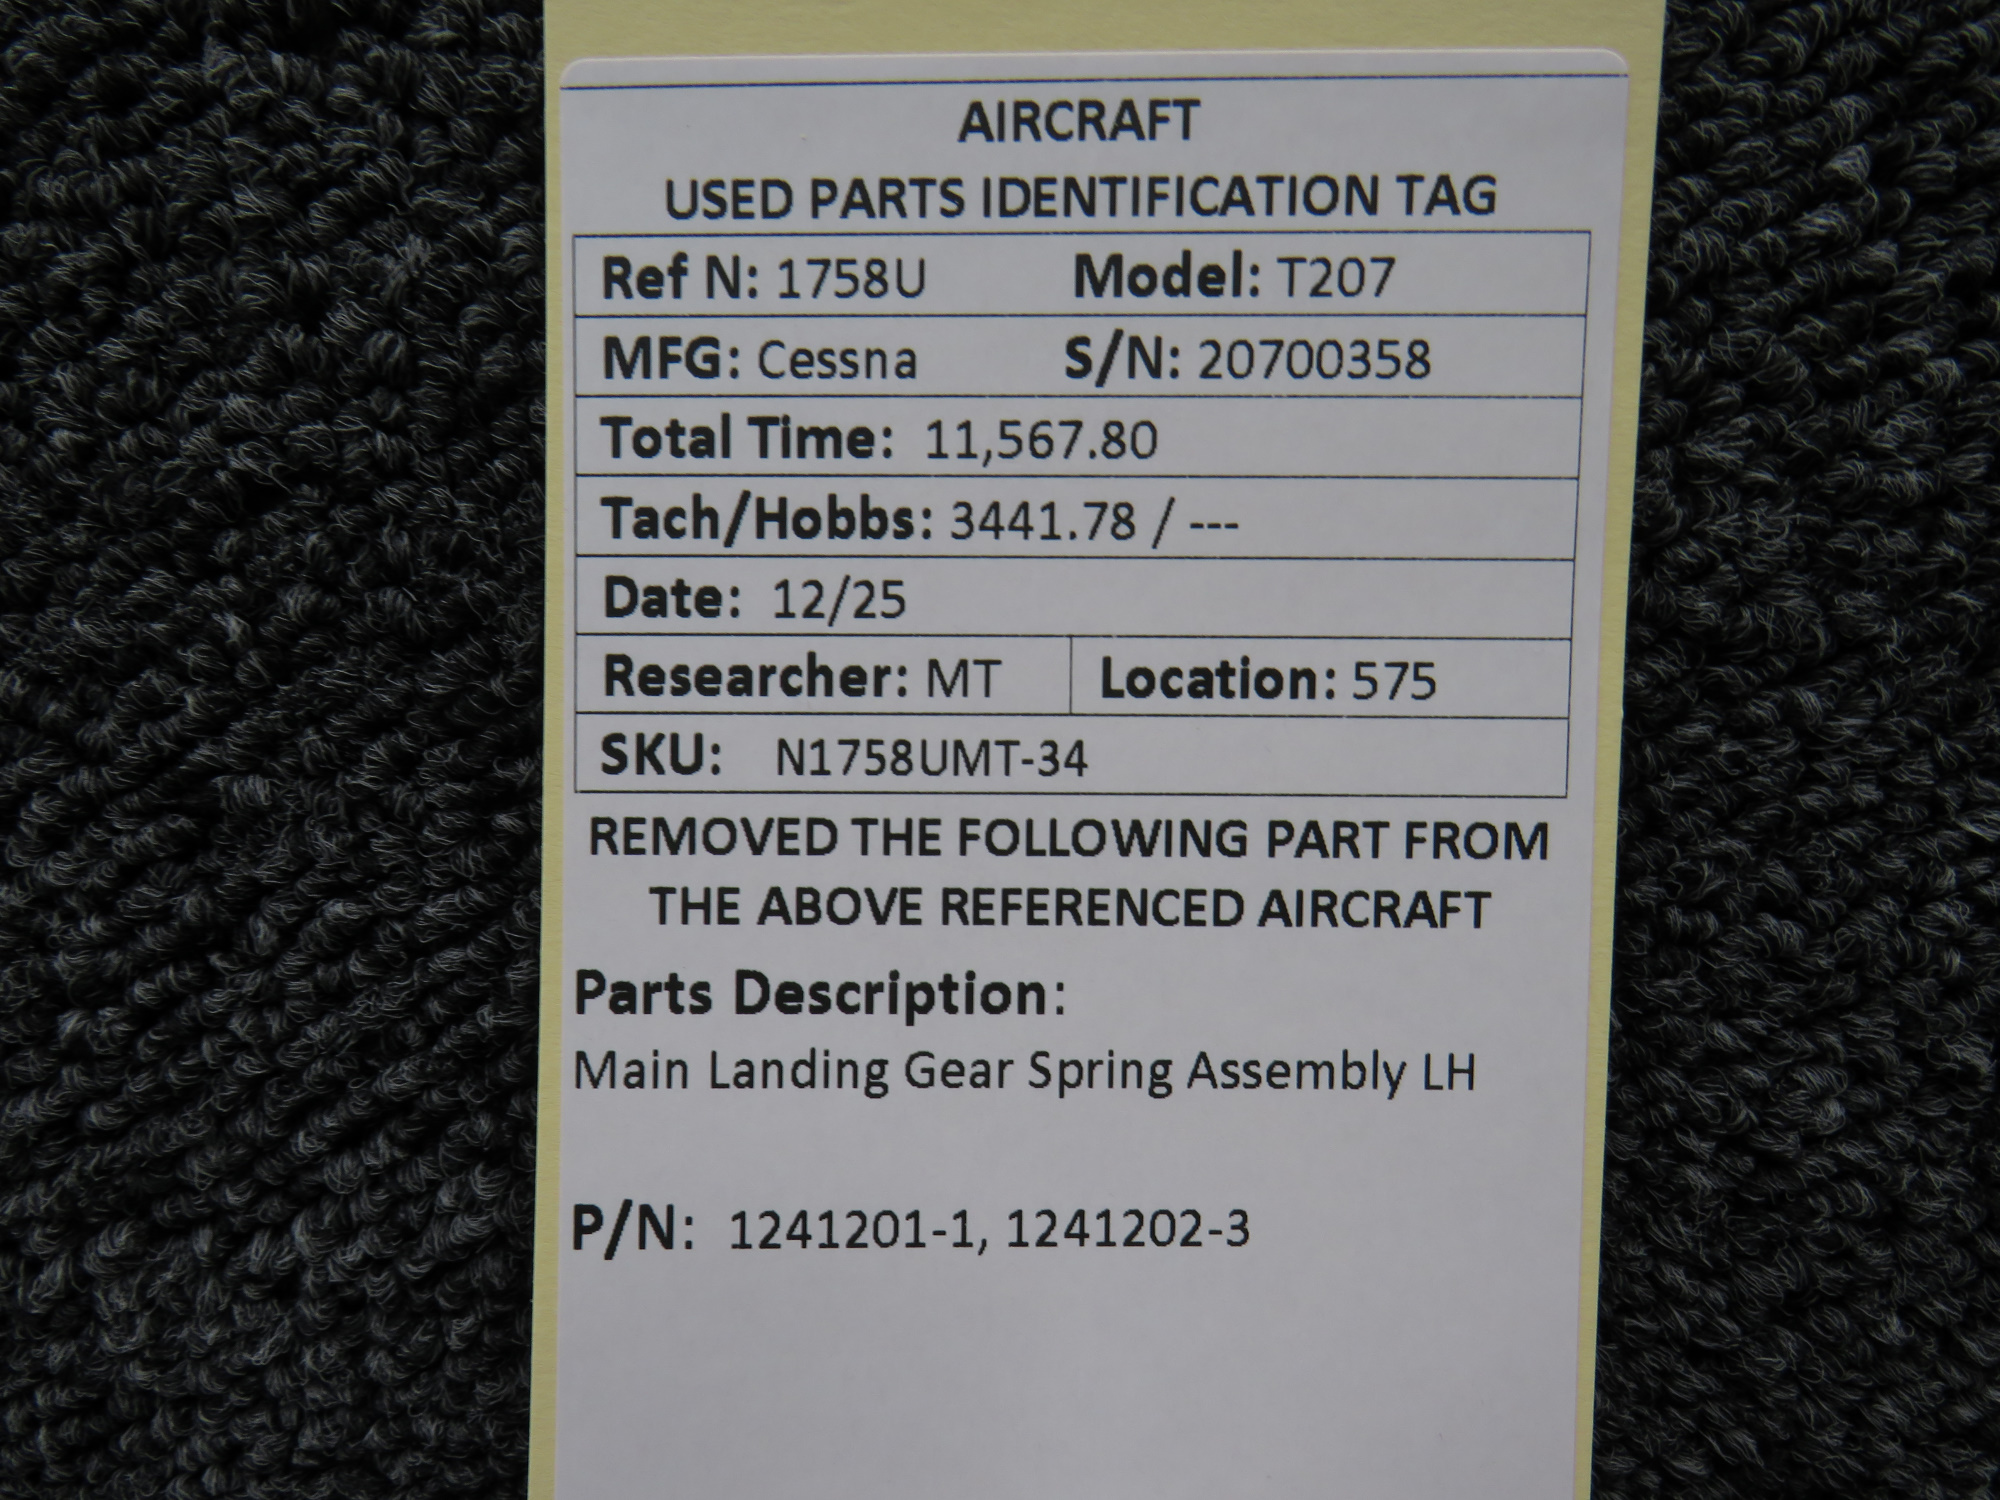 AIRCRAFT
USED PARTS IDENTIFICATION TAG
Ref N: 1758U Model: T207
MFG: Cessna S/N: 20700358
Total Time: 11,567.80
Tach/Hobbs: 3441.78 / ---
Date: 12/25
Researcher: MT Location: 575
SKU: N1758UMT-34
REMOVED THE FOLLOWING PART FROM
THE ABOVE REFERENCED AIRCRAFT
Parts Description:
Main Landing Gear Spring Assembly LH
P/N: 1241201-1, 1241202-3